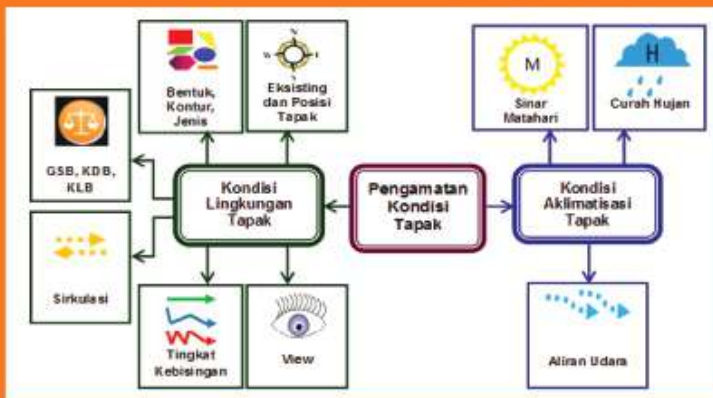 Bentuk,
Kontur,
Jenis
N
W
E
S
Eksisting
dan Posisi
Tapak
M
Sinar
Matahari
H
Curah Hujan
GSB, KDB,
KLB
Kondisi
Lingkungan
Tapak
Pengamatan
Kondisi
Tapak
Kondisi
Aklimatisasi
Tapak
Sirkulasi
Tingkat
Kebisingan
View
Aliran Udara